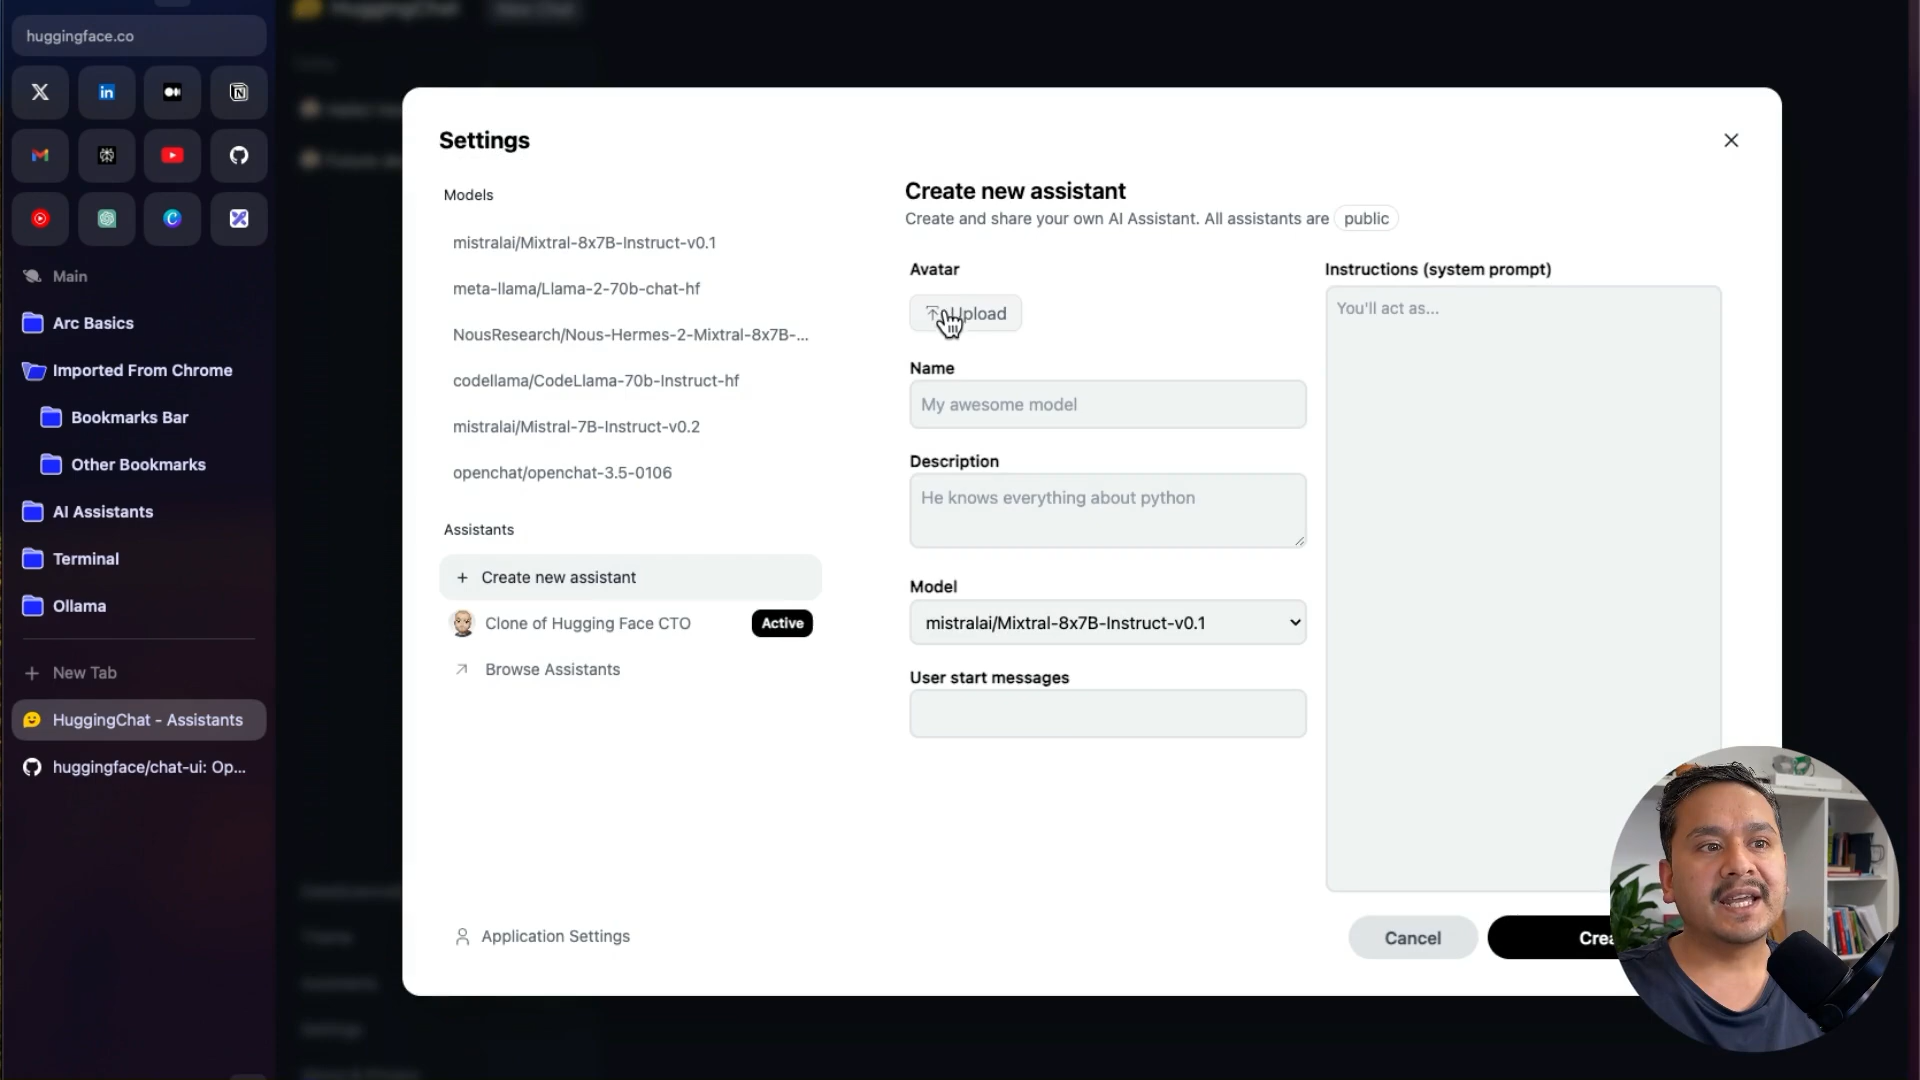 huggingface.co
Main
Arc Basics
Imported From Chrome
Bookmarks Bar
Other Bookmarks
AI Assistants
Terminal
Ollama
New Tab
HuggingChat - Assistants
huggingface/chat-ui: Op...
HuggingChat
New Chat
Settings
Models
mistralai/Mixtral-8x7B-Instruct-v0.1
meta-llama/Llama-2-70b-chat-hf
NousResearch/Nous-Hermes-2-Mixtral-8x7B-...
codellama/CodeLlama-70b-Instruct-hf
mistralai/Mistral-7B-Instruct-v0.2
openchat/openchat-3.5-0106
Assistants
+ Create new assistant
Clone of Hugging Face CTO
Active
Browse Assistants
Application Settings
Create new assistant
Create and share your own AI Assistant. All assistants are public
Avatar
Upload
Name
My awesome model
Description
He knows everything about python
Model
mistralai/Mixtral-8x7B-Instruct-v0.1
User start messages
Instructions (system prompt)
You'll act as...
Cancel
Crea